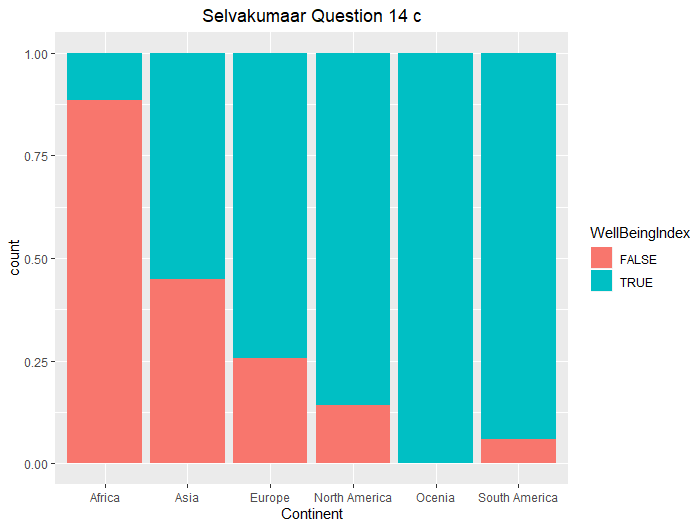 Selvakumaar Question 14 c
1.00
0.75
0.50
0.25
0.00
count
Africa
Asia
Europe
North America
Ocenia
South America
Continent
WellBeingIndex
FALSE
TRUE